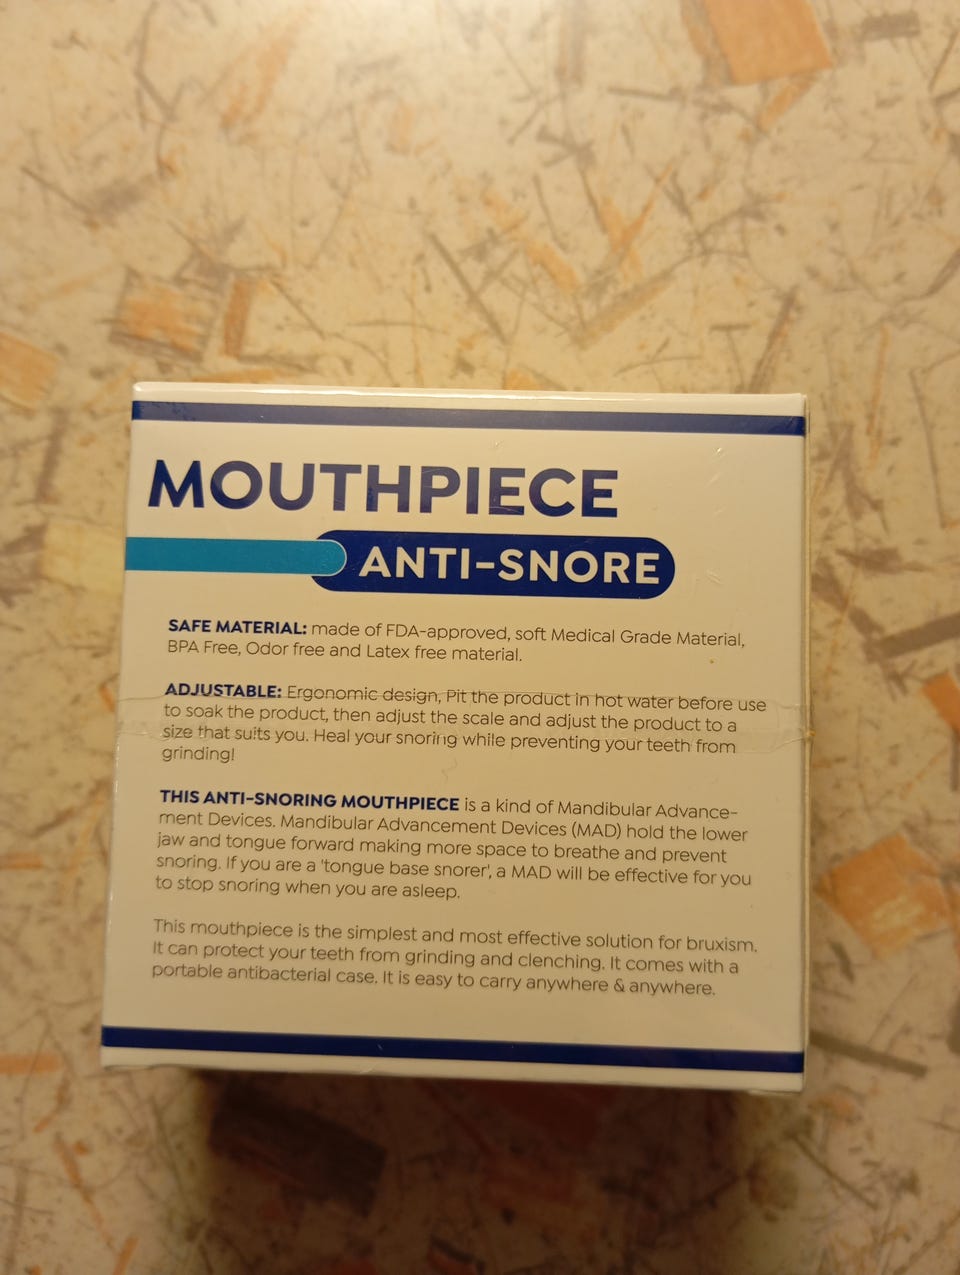 MOUTHPIECE
ANTI-SNORE
SAFE MATERIAL: made of FDA-approved, soft Medical Grade Material,
BPA Free, Odor free and Latex free material.
ADJUSTABLE: Ergonomic design, Pit the product in hot water before use
to soak the product, then adjust the scale and adjust the product to a
size that suits you. Heal your snoring while preventing your teeth from
grinding!
THIS ANTI-SNORING MOUTHPIECE is a kind of Mandibular Advance-
ment Devices. Mandibular Advancement Devices (MAD) hold the lower
jaw and tongue forward making more space to breathe and prevent
snoring. If you are a 'tongue base snorer', a MAD will be effective for you
to stop snoring when you are asleep.
This mouthpiece is the simplest and most effective solution for bruxism.
It can protect your teeth from grinding and clenching. It comes with a
portable antibacterial case. It is easy to carry anywhere & anywhere.